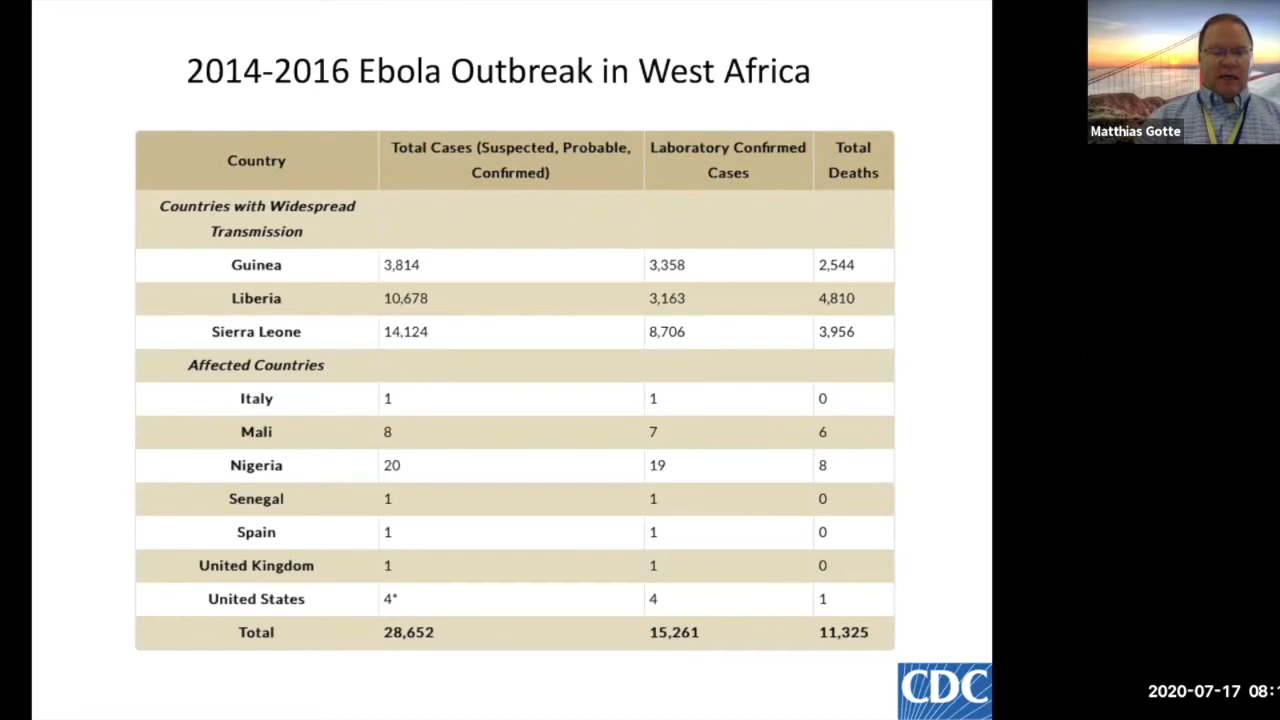 2014-2016 Ebola Outbreak in West Africa
Country
Total Cases (Suspected, Probable,
Confirmed)
Laboratory Confirmed
Cases
Total
Deaths
Countries with Widespread
Transmission
Guinea 3,814 3,358 2,544
Liberia 10,678 3,163 4,810
Sierra Leone 14,124 8,706 3,956
Affected Countries
Italy 1 1 0
Mali 8 7 6
Nigeria 20 19 8
Senegal 1 1 0
Spain 1 1 0
United Kingdom 1 1 0
United States 4* 4 1
Total 28,652 15,261 11,325
CDC
Matthias Gotte
2020-07-17 08: